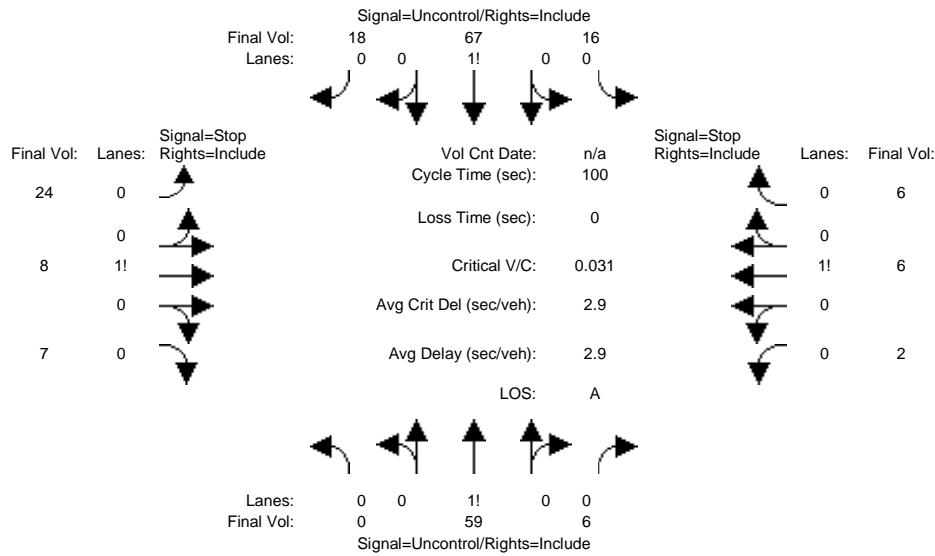 Signal=Uncontrol/Rights=Include
Final Vol: 18 67 16
Lanes: 0 0 1! 0 0
Signal=Stop
Final Vol: Lanes: Rights=Include
Vol Cnt Date: n/a
Signal=Stop
Rights=Include Lanes: Final Vol:
Cycle Time (sec): 100
24 0
0 6
Loss Time (sec): 0
0
0
8 1!
Critical V/C: 0.031
1! 6
0
Avg Crit Del (sec/veh): 2.9
0
7 0
Avg Delay (sec/veh): 2.9
0 2
LOS: A
Lanes: 0 0 1! 0 0
Final Vol: 0 59 6
Signal=Uncontrol/Rights=Include